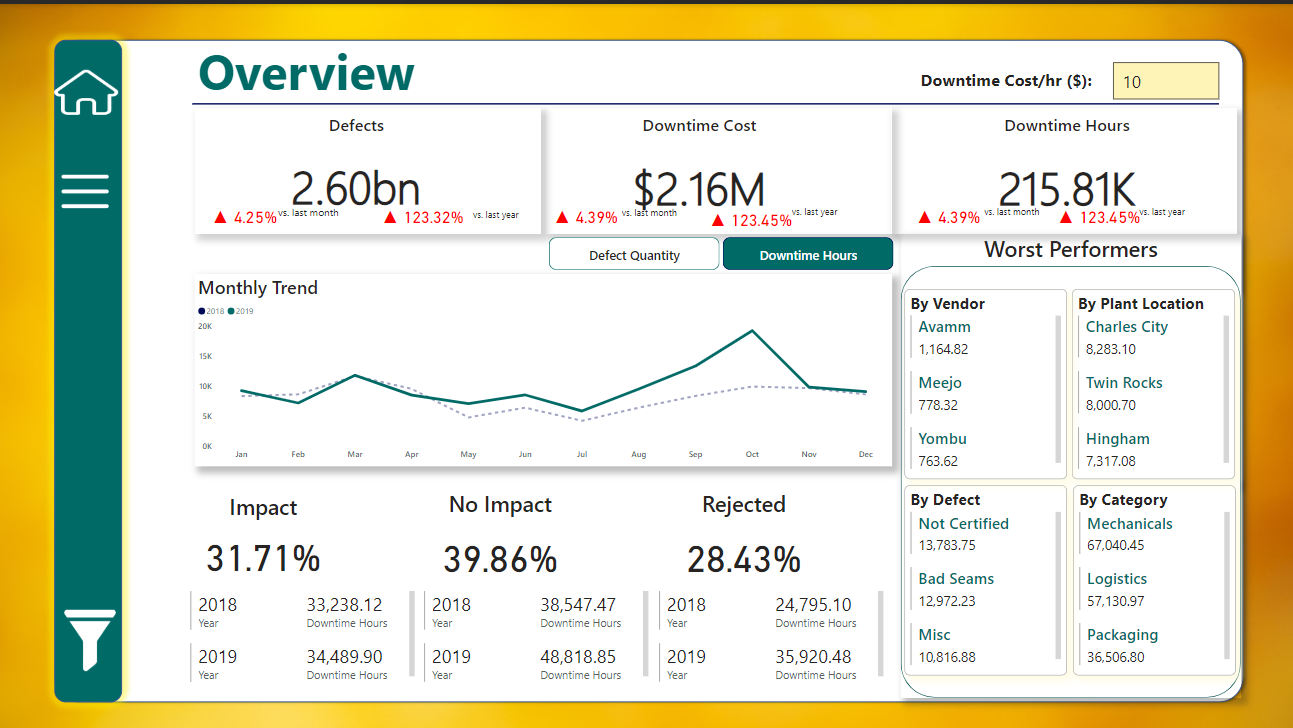 Overview
Downtime Cost/hr ($):
10
Defects
2.60bn
▲ 4.25% vs. last month
▲ 123.32% vs. last year
Downtime Cost
$2.16M
▲ 4.39% vs. last month
▲ 123.45% vs. last year
Downtime Hours
215.81K
▲ 4.39% vs. last month
▲ 123.45% vs. last year
Defect Quantity
Downtime Hours
Monthly Trend
2018 2019
20K
15K
10K
5K
0K
Jan Feb Mar Apr May Jun Jul Aug Sep Oct Nov Dec
Impact
31.71%
2018 33,238.12
Year Downtime Hours
2019 34,489.90
Year Downtime Hours
No Impact
39.86%
2018 38,547.47
Year Downtime Hours
2019 48,818.85
Year Downtime Hours
Rejected
28.43%
2018 24,795.10
Year Downtime Hours
2019 35,920.48
Year Downtime Hours
Worst Performers
By Vendor
Avamm
1,164.82
Meejo
778.32
Yombu
763.62
By Plant Location
Charles City
8,283.10
Twin Rocks
8,000.70
Hingham
7,317.08
By Defect
Not Certified
13,783.75
Bad Seams
12,972.23
Misc
10,816.88
By Category
Mechanicals
67,040.45
Logistics
57,130.97
Packaging
36,506.80